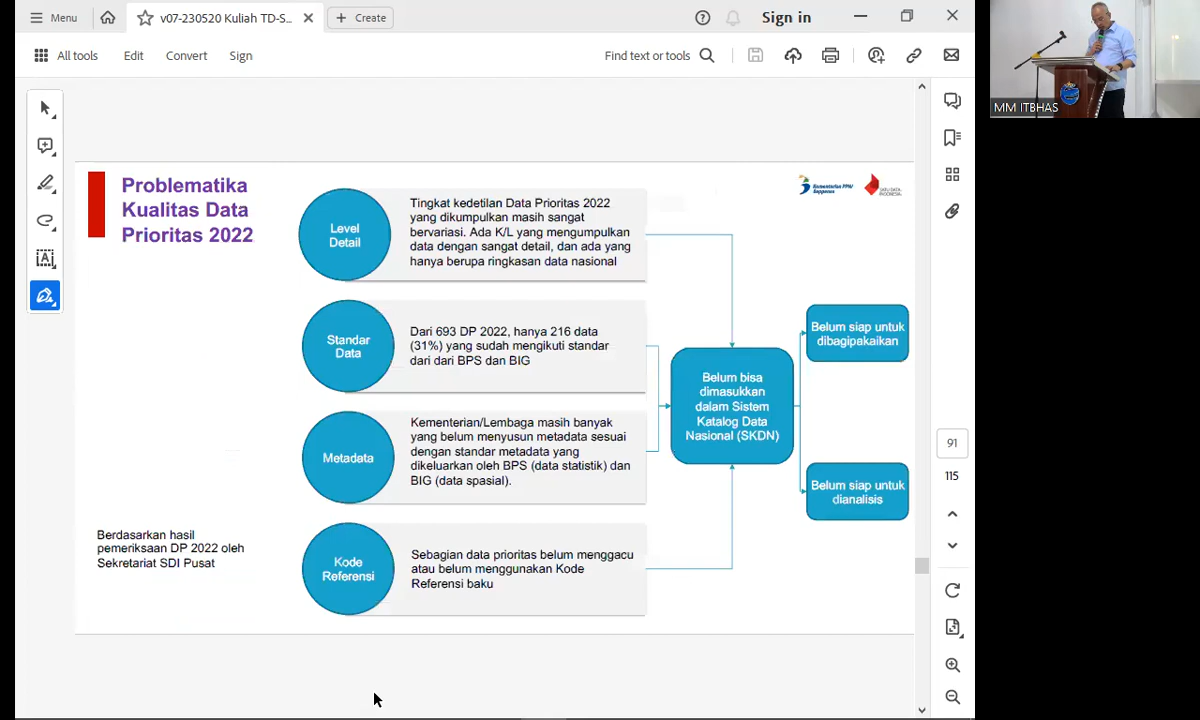 Menu
v07-230520 Kuliah TD-S...
Create
Sign in
All tools
Edit
Convert
Sign
Find text or tools
MM ITBHAS
Problematika
Kualitas Data
Prioritas 2022
Berdasarkan hasil
pemeriksaan DP 2022 oleh
Sekretariat SDI Pusat
Level
Detail
Tingkat kedetilan Data Prioritas 2022
yang dikumpulkan masih sangat
bervariasi. Ada K/L yang mengumpulkan
data dengan sangat detail, dan ada yang
hanya berupa ringkasan data nasional
Standar
Data
Dari 693 DP 2022, hanya 216 data
(31%) yang sudah mengikuti standar
dari dari BPS dan BIG
Metadata
Kementerian/Lembaga masih banyak
yang belum menyusun metadata sesuai
dengan standar metadata yang
dikeluarkan oleh BPS (data statistik) dan
BIG (data spasial).
Kode
Referensi
Sebagian data prioritas belum menggacu
atau belum menggunakan Kode
Referensi baku
Belum bisa
dimasukkan
dalam Sistem
Katalog Data
Nasional (SKDN)
Belum siap untuk
dibagipakaikan
Belum siap untuk
dianalisis
Kementerian PPN/
Bappenas
SATU DATA
INDONESIA
91
115